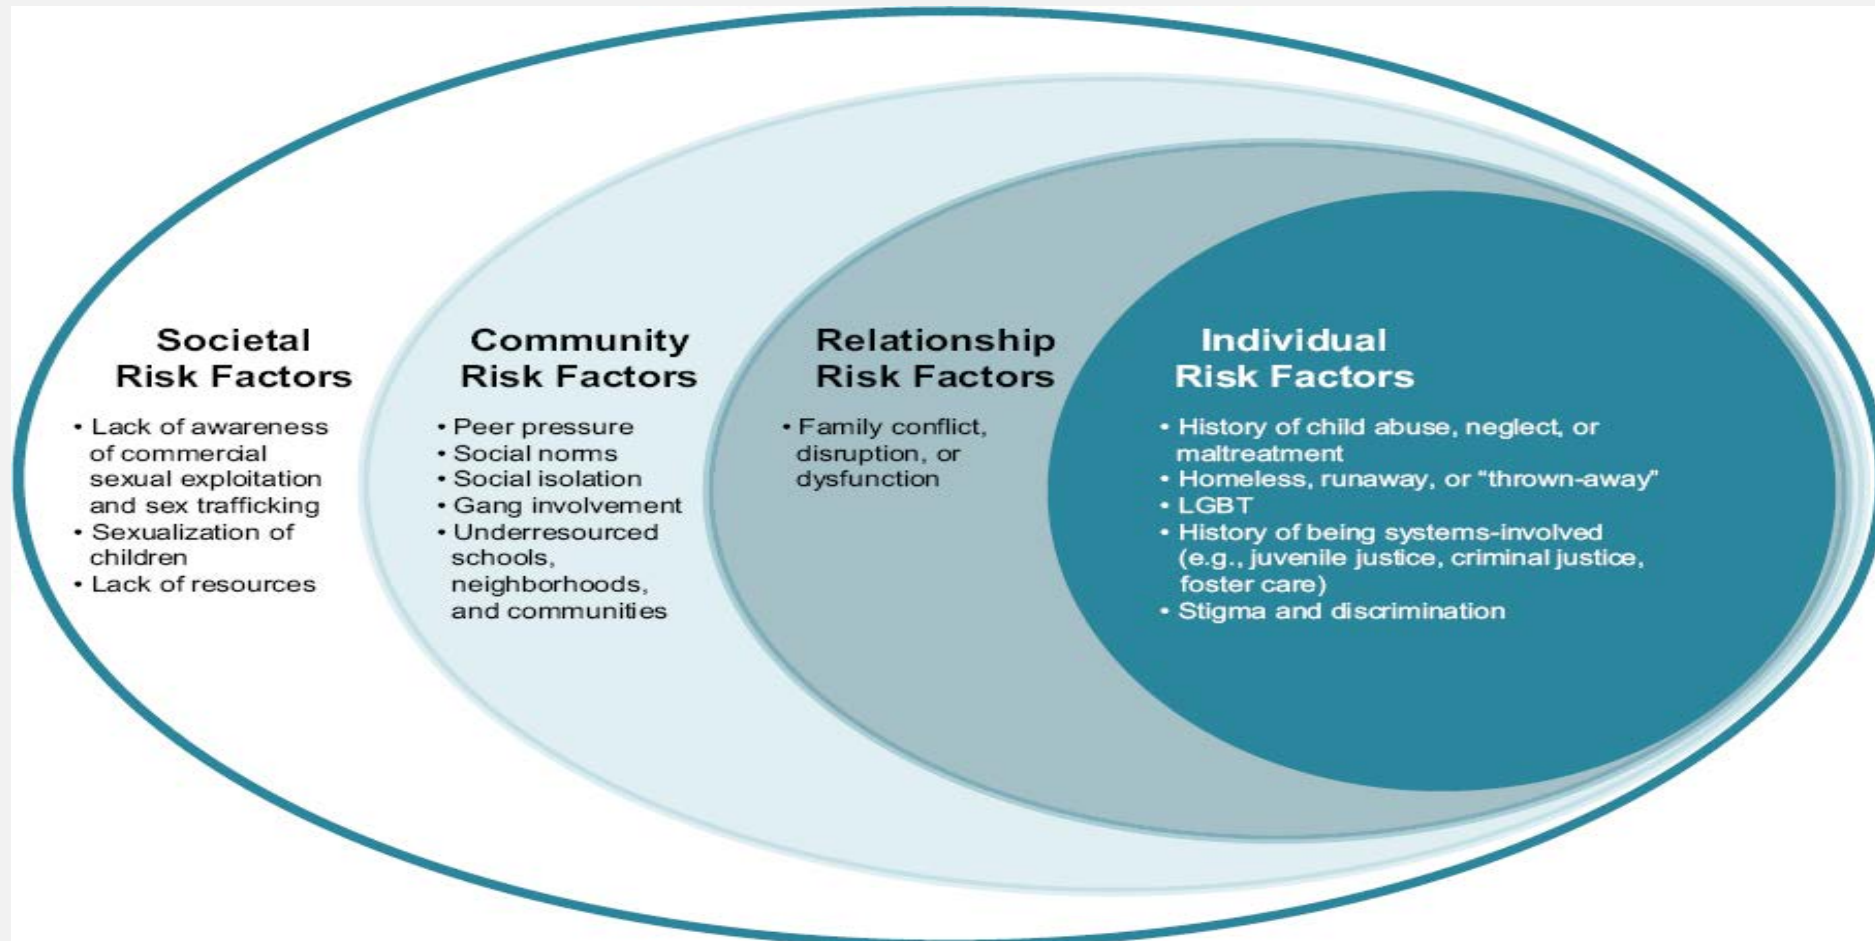 Societal
Risk Factors
• Lack of awareness
of commercial
sexual exploitation
and sex trafficking
• Sexualization of
children
• Lack of resources
Community
Risk Factors
• Peer pressure
• Social norms
• Social isolation
• Gang involvement
• Underresourced
schools,
neighborhoods,
and communities
Relationship
Risk Factors
• Family conflict,
disruption, or
dysfunction
Individual
Risk Factors
• History of child abuse, neglect, or
maltreatment
• Homeless, runaway, or “thrown-away”
• LGBT
• History of being systems-involved
(e.g., juvenile justice, criminal justice,
foster care)
• Stigma and discrimination